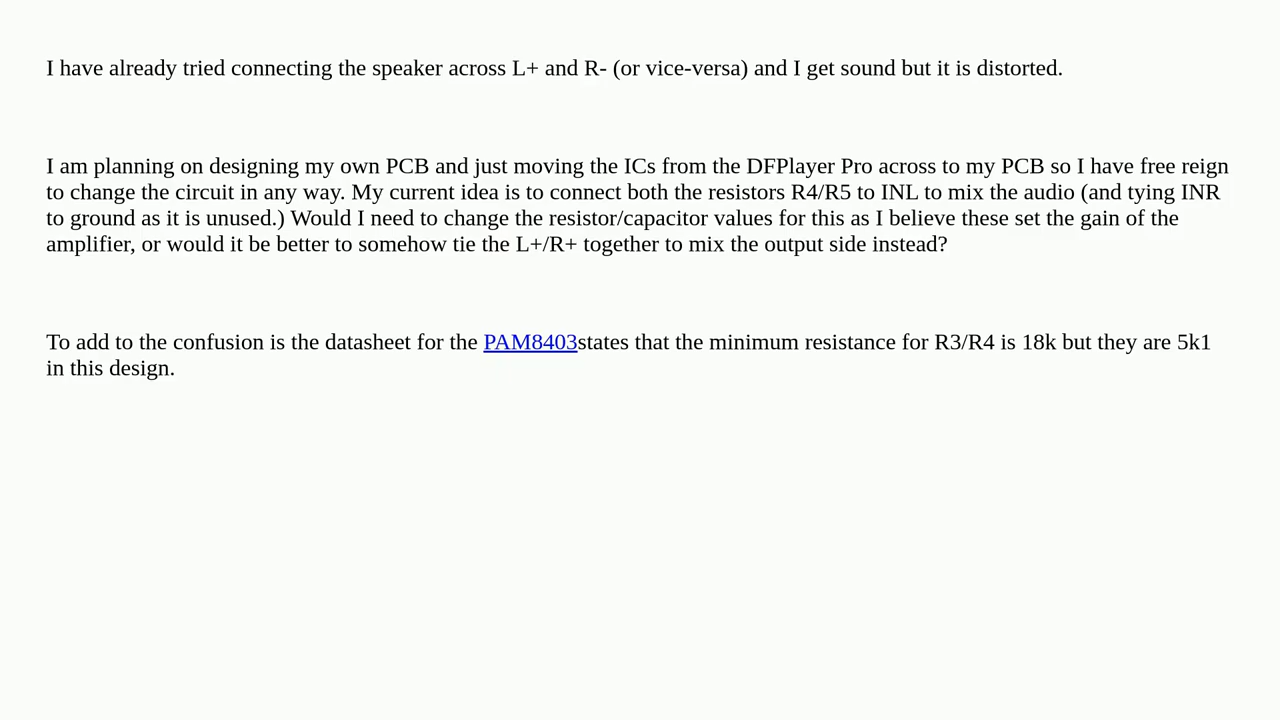 I have already tried connecting the speaker across L+ and R- (or vice-versa) and I get sound but it is distorted.
I am planning on designing my own PCB and just moving the ICs from the DFPlayer Pro across to my PCB so I have free reign
to change the circuit in any way. My current idea is to connect both the resistors R4/R5 to INL to mix the audio (and tying INR
to ground as it is unused.) Would I need to change the resistor/capacitor values for this as I believe these set the gain of the
amplifier, or would it be better to somehow tie the L+/R+ together to mix the output side instead?
To add to the confusion is the datasheet for the PAM8403states that the minimum resistance for R3/R4 is 18k but they are 5k1
in this design.